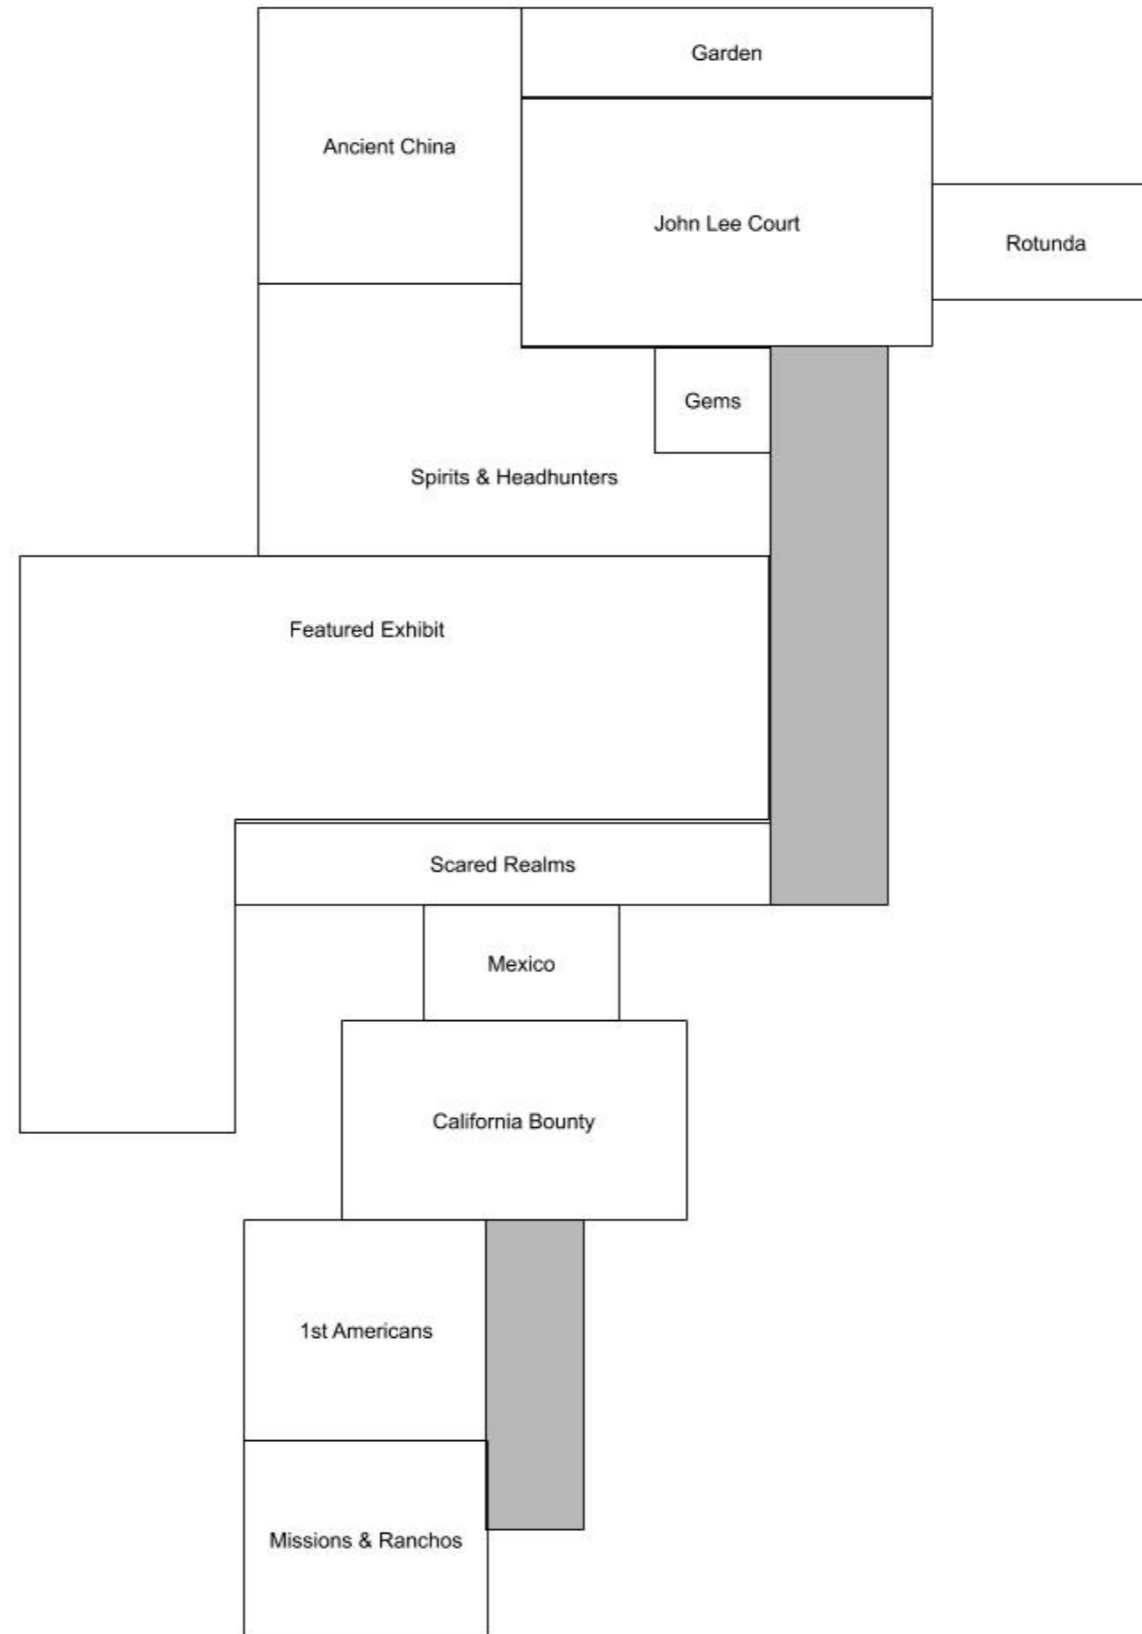 Garden
Ancient China
John Lee Court
Rotunda
Gems
Spirits & Headhunters
Featured Exhibit
Scared Realms
Mexico
California Bounty
1st Americans
Missions & Ranchos